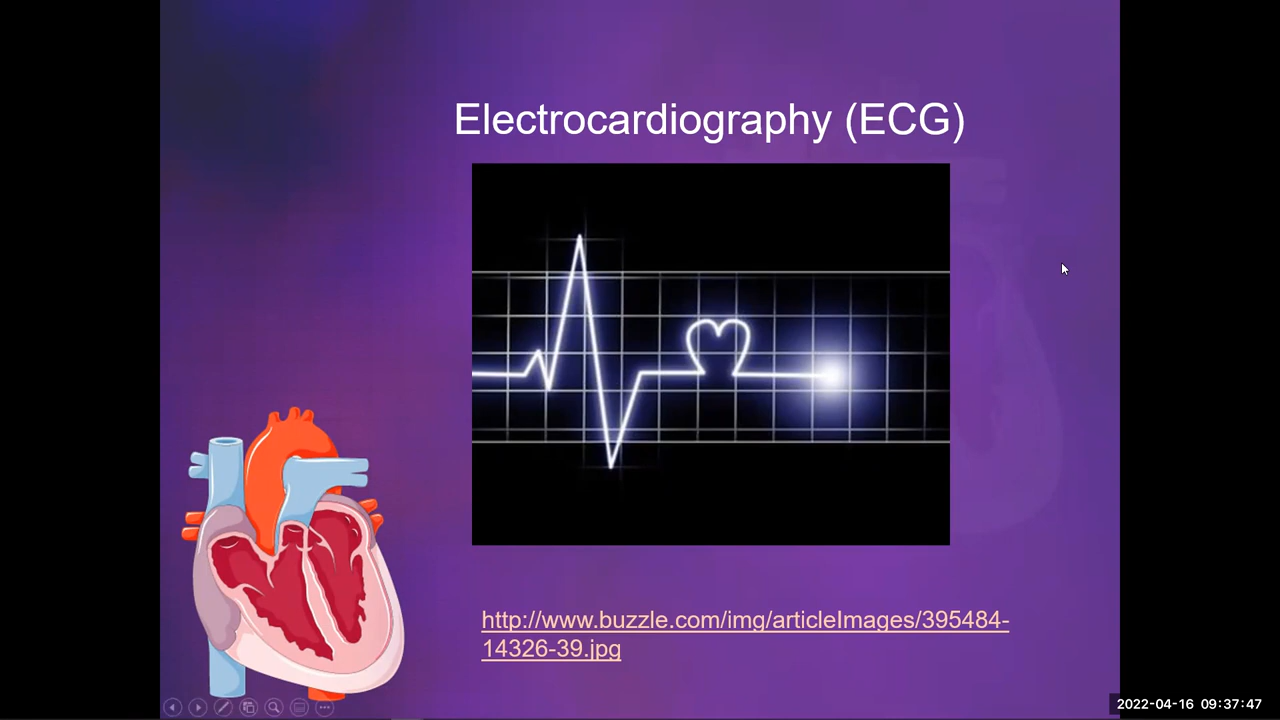 Electrocardiography (ECG)
http://www.buzzle.com/img/articleImages/395484-
14326-39.jpg
2022-04-16 09:37:47